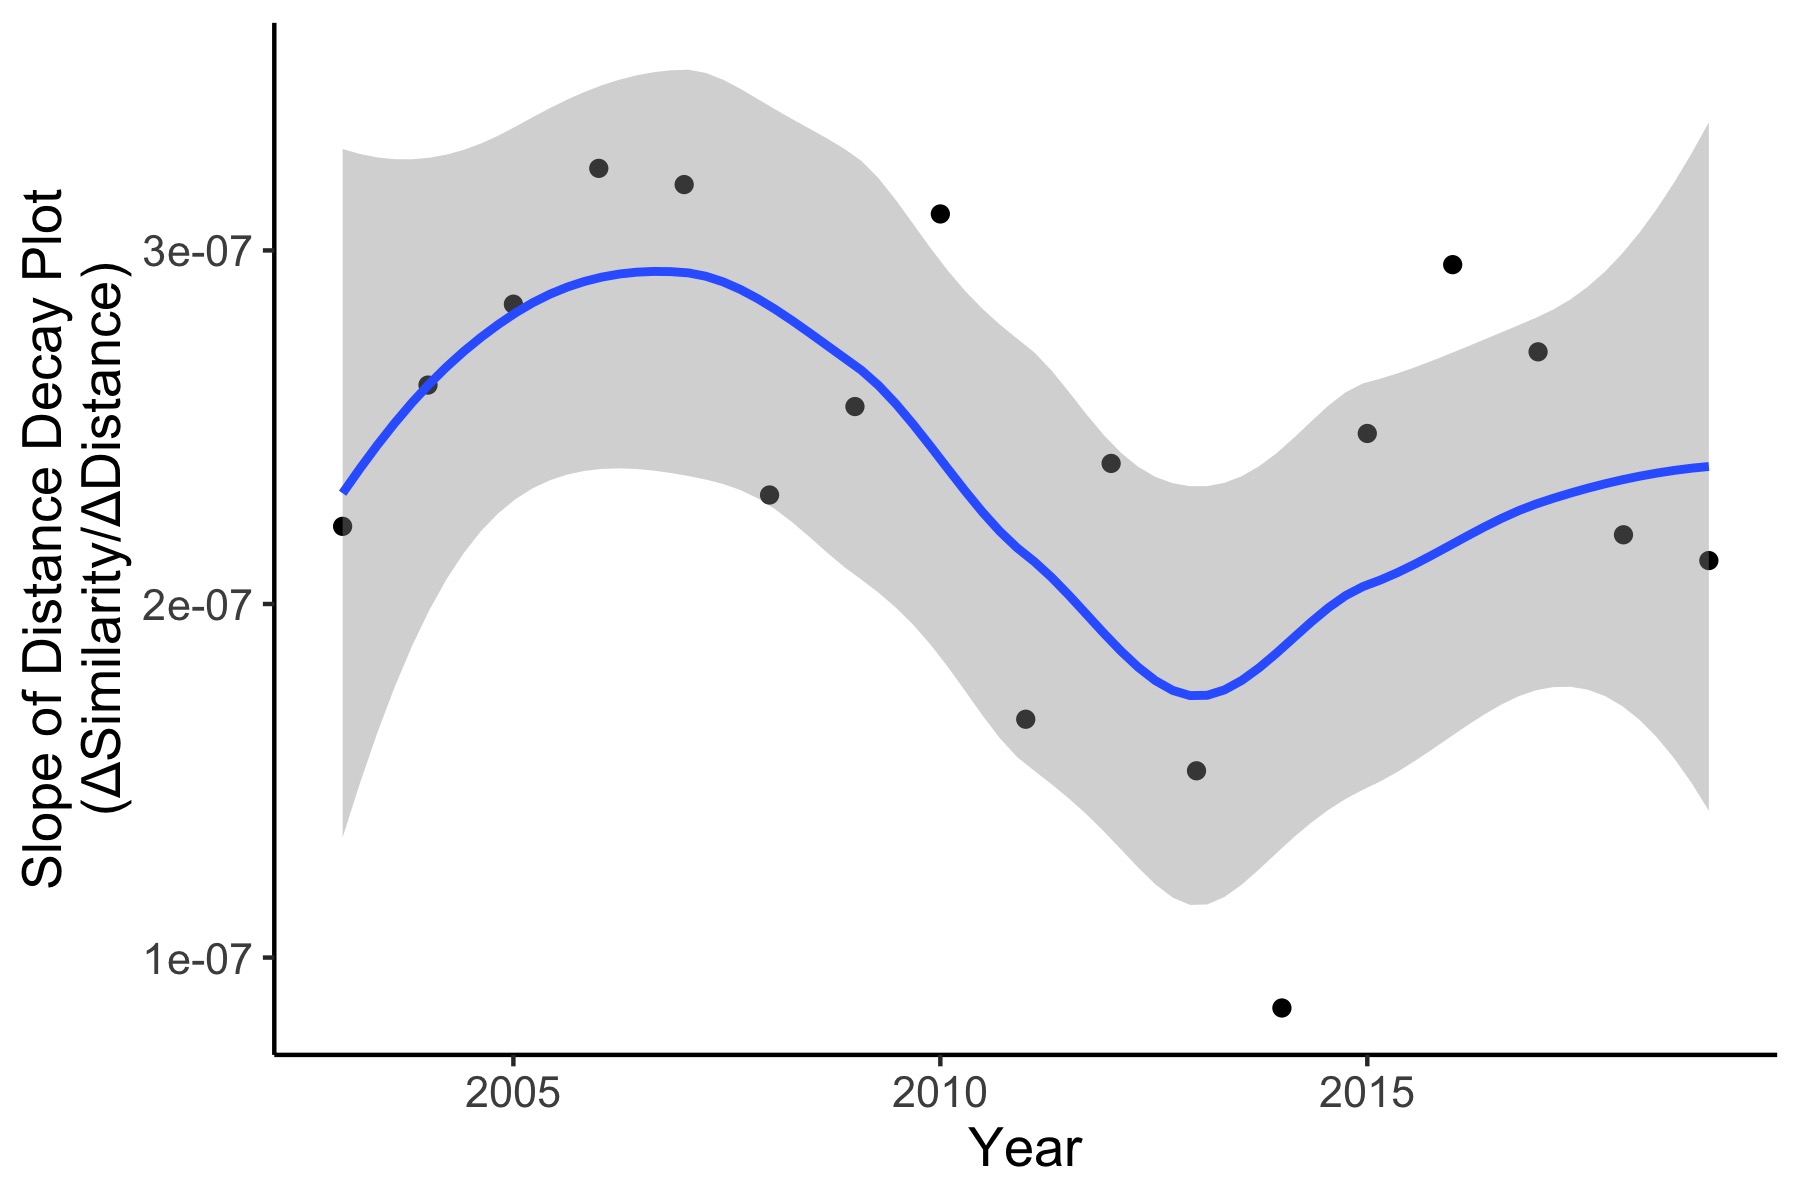 Slope of Distance Decay Plot
(ΔSimilarity/ΔDistance)
3e-07
2e-07
1e-07
2005
2010
2015
Year